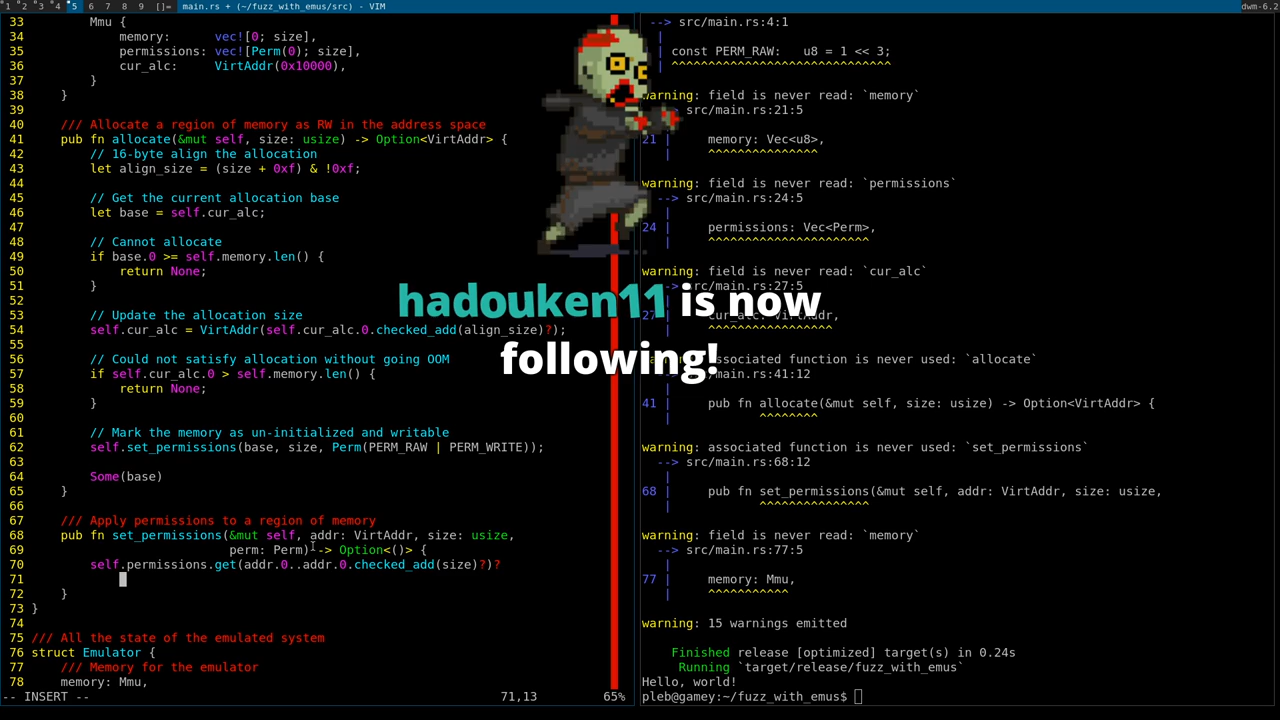 1 2 3 4 5 6 7 8 9 []= main.rs + (~/fuzz_with_emus/src) - VIM dwm-6.2
33         Mmu {
34             memory:      vec![0; size],
35             permissions: vec![Perm(0); size],
36             cur_alc:     VirtAddr(0x10000),
37         }
38     }
39
40     /// Allocate a region of memory as RW in the address space
41     pub fn allocate(&mut self, size: usize) -> Option<VirtAddr> {
42         // 16-byte align the allocation
43         let align_size = (size + 0xf) & !0xf;
44
45         // Get the current allocation base
46         let base = self.cur_alc;
47
48         // Cannot allocate
49         if base.0 >= self.memory.len() {
50             return None;
51         }
52
53         // Update the allocation size
54         self.cur_alc = VirtAddr(self.cur_alc.0.checked_add(align_size)?);
55
56         // Could not satisfy allocation without going OOM
57         if self.cur_alc.0 > self.memory.len() {
58             return None;
59         }
60
61         // Mark the memory as un-initialized and writable
62         self.set_permissions(base, size, Perm(PERM_RAW | PERM_WRITE));
63
64         Some(base)
65     }
66
67     /// Apply permissions to a region of memory
68     pub fn set_permissions(&mut self, addr: VirtAddr, size: usize,
69                            perm: Perm) -> Option<()> {
70         self.permissions.get(addr.0..addr.0.checked_add(size)?)?
71
72     }
73 }
74
75 /// All the state of the emulated system
76 struct Emulator {
77     /// Memory for the emulator
78     memory: Mmu,
-- INSERT -- 71,13 65%
hadouken11 is now
following!
--> src/main.rs:4:1
|
| const PERM_RAW:   u8 = 1 << 3;
| ^^^^^^^^^^^^^^^^^^^^^^^^^^^^^^
warning: field is never read: `memory`
src/main.rs:21:5
21 |     memory: Vec<u8>,
|     ^^^^^^^^^^^^^^^
warning: field is never read: `permissions`
--> src/main.rs:24:5
|
24 |     permissions: Vec<Perm>,
|     ^^^^^^^^^^^^^^^^^^^^^^
warning: field is never read: `cur_alc`
--> src/main.rs:27:5
27 |     cur_alc: VirtAddr,
|     ^^^^^^^^^^^^^^^^^
warning: associated function is never used: `allocate`
--> src/main.rs:41:12
|
41 |     pub fn allocate(&mut self, size: usize) -> Option<VirtAddr> {
|            ^^^^^^^^
warning: associated function is never used: `set_permissions`
--> src/main.rs:68:12
|
68 |     pub fn set_permissions(&mut self, addr: VirtAddr, size: usize,
|            ^^^^^^^^^^^^^^^
warning: field is never read: `memory`
--> src/main.rs:77:5
|
77 |     memory: Mmu,
|     ^^^^^^^^^^^
warning: 15 warnings emitted
Finished release [optimized] target(s) in 0.24s
Running `target/release/fuzz_with_emus`
Hello, world!
pleb@gamey:~/fuzz_with_emus$